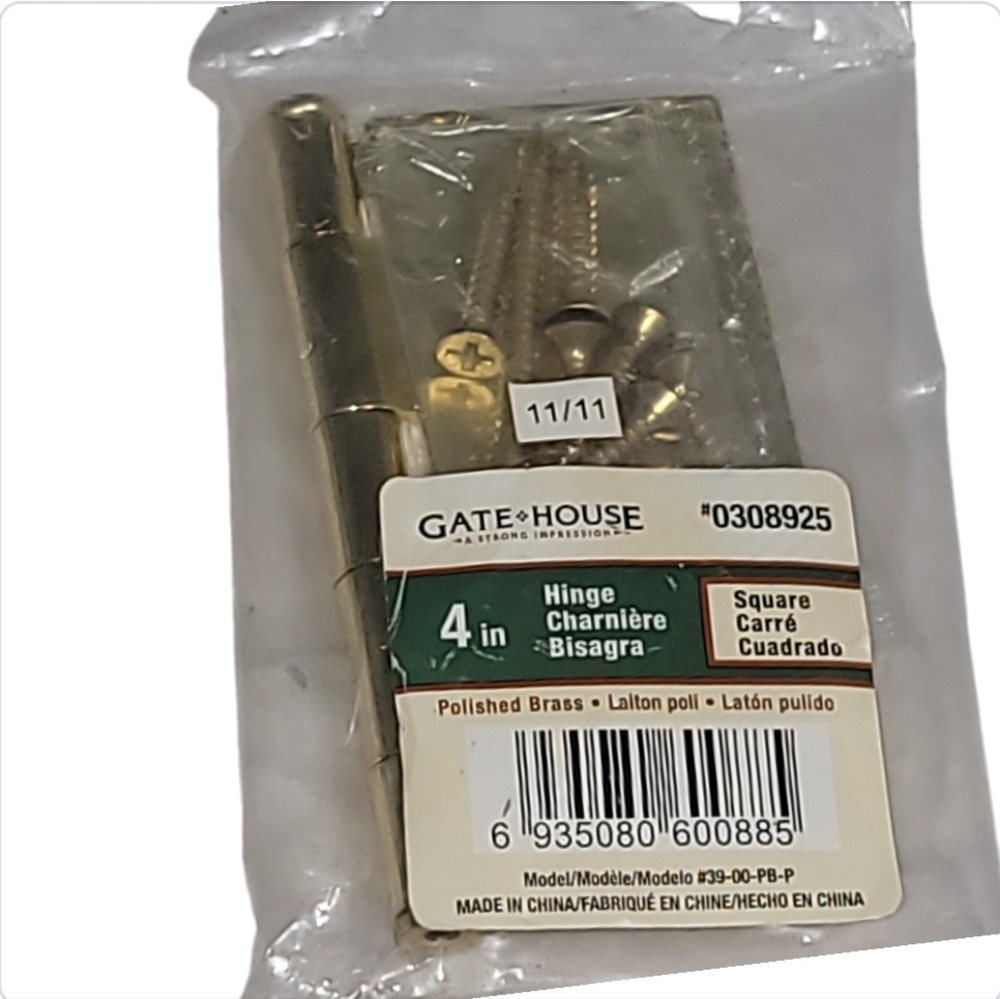 11/11
GATE❖HOUSE
A STRONG IMPRESSION
#0308925
4 in
Hinge
Charnière
Bisagra
Square
Carré
Cuadrado
Polished Brass • Laiton poli • Latón pulido
6 935080 600885
Model/Modèle/Modelo #39-00-PB-P
MADE IN CHINA/FABRIQUÉ EN CHINE/HECHO EN CHINA